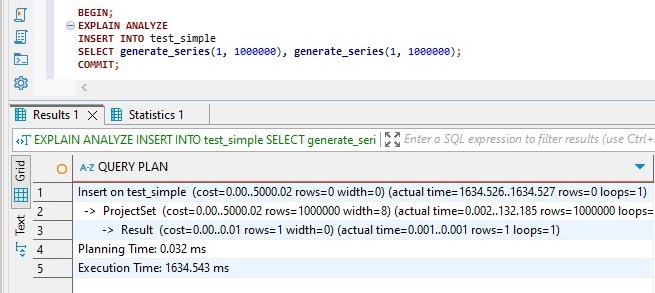 BEGIN;
EXPLAIN ANALYZE
INSERT INTO test_simple
SELECT generate_series(1, 1000000), generate_series(1, 1000000);
COMMIT;
Results 1 Statistics 1
EXPLAIN ANALYZE INSERT INTO test_simple SELECT generate_seri Enter a SQL expression to filter results (use Ctrl+
Grid
Text
A-Z QUERY PLAN
1 Insert on test_simple (cost=0.00..5000.02 rows=0 width=0) (actual time=1634.526..1634.527 rows=0 loops=1)
2 -> ProjectSet (cost=0.00..5000.02 rows=1000000 width=8) (actual time=0.002..132.185 rows=1000000 loops=
3 -> Result (cost=0.00..0.01 rows=1 width=0) (actual time=0.001..0.001 rows=1 loops=1)
4 Planning Time: 0.032 ms
5 Execution Time: 1634.543 ms